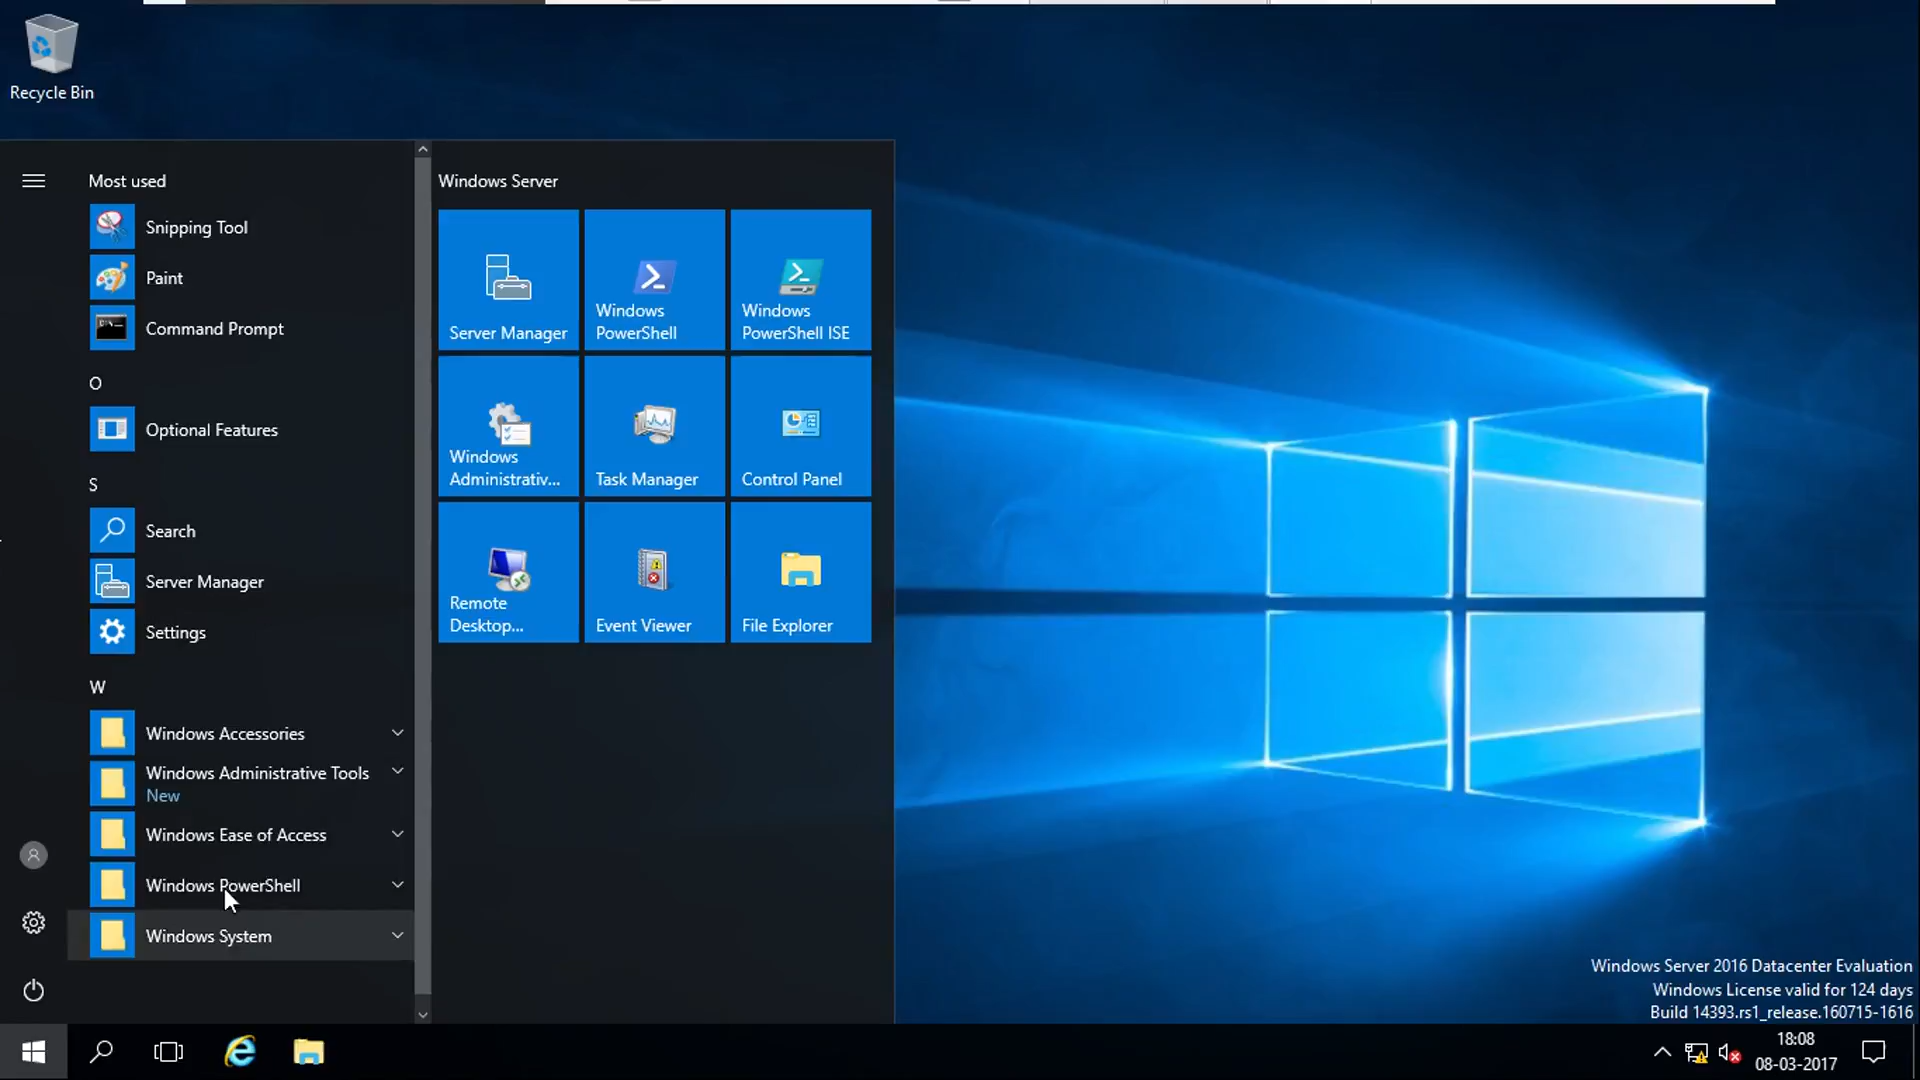 Recycle Bin
Most used
Snipping Tool
Paint
Command Prompt
O
Optional Features
S
Search
Server Manager
Settings
W
Windows Accessories
Windows Administrative Tools
New
Windows Ease of Access
Windows PowerShell
Windows System
Windows Server
Server Manager
Windows
PowerShell
Windows
PowerShell ISE
Windows
Administrativ...
Task Manager
Control Panel
Remote
Desktop...
Event Viewer
File Explorer
Windows Server 2016 Datacenter Evaluation
Windows License valid for 124 days
Build 14393.rs1_release.160715-1616
18:08
08-03-2017